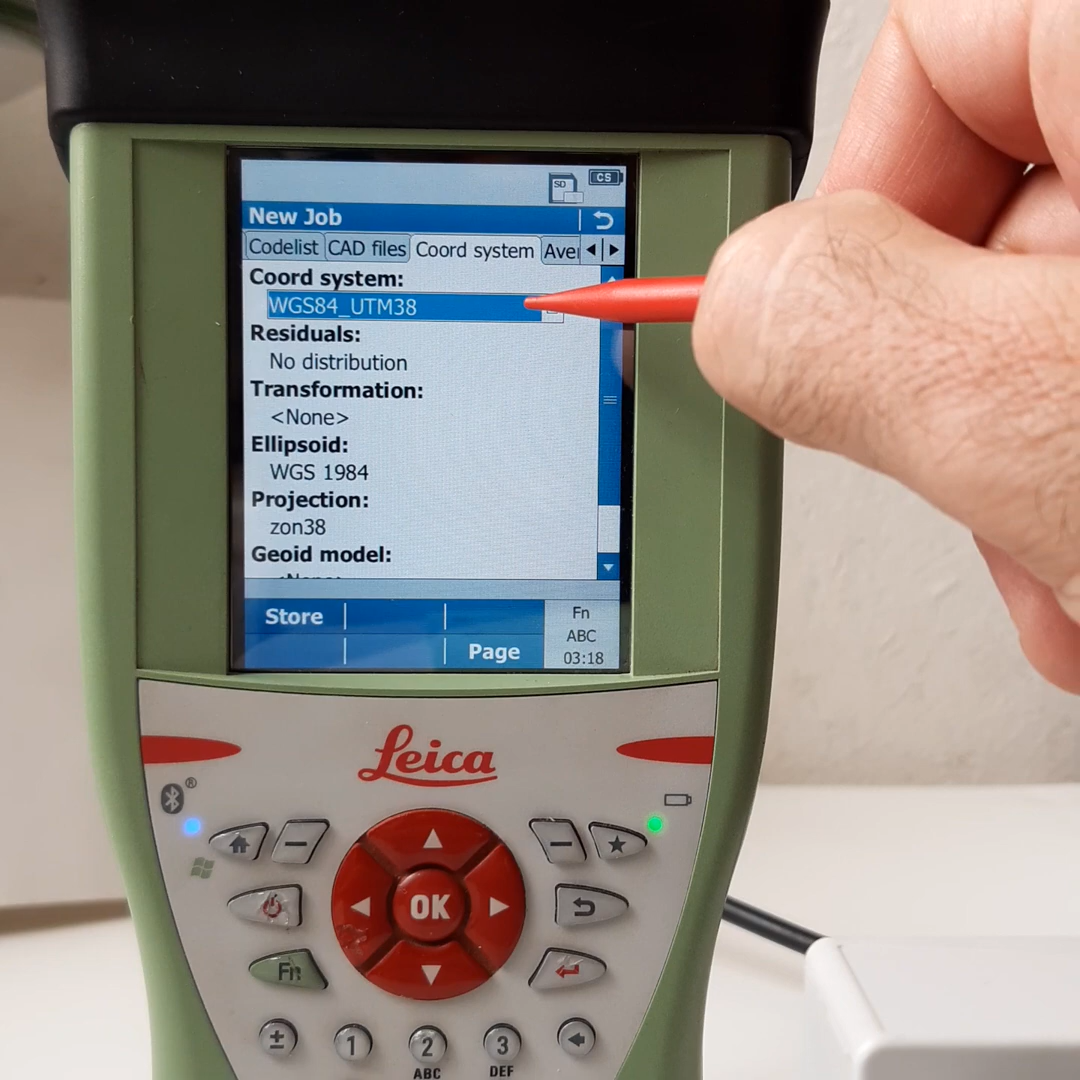 SD
CS
New Job
Codelist CAD files Coord system
Coord system:
WGS84_UTM38
Residuals:
No distribution
Transformation:
<None>
Ellipsoid:
WGS 1984
Projection:
zon38
Geoid model:
Store
Fn
ABC
Page
03:18
Leica
®
OK
Fn
± 1 2 3
ABC DEF